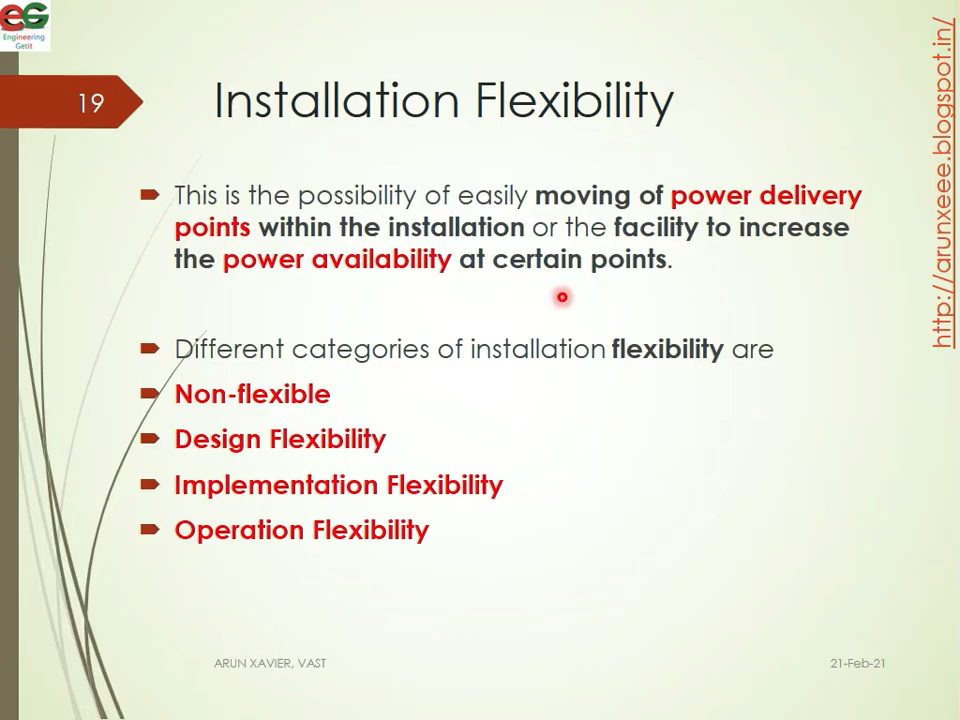 EG
Engineering
Getit
19
Installation Flexibility
This is the possibility of easily moving of power delivery
points within the installation or the facility to increase
the power availability at certain points.
Different categories of installation flexibility are
Non-flexible
Design Flexibility
Implementation Flexibility
Operation Flexibility
ARUN XAVIER, VAST
21-Feb-21
http://arunxeee.blogspot.in/